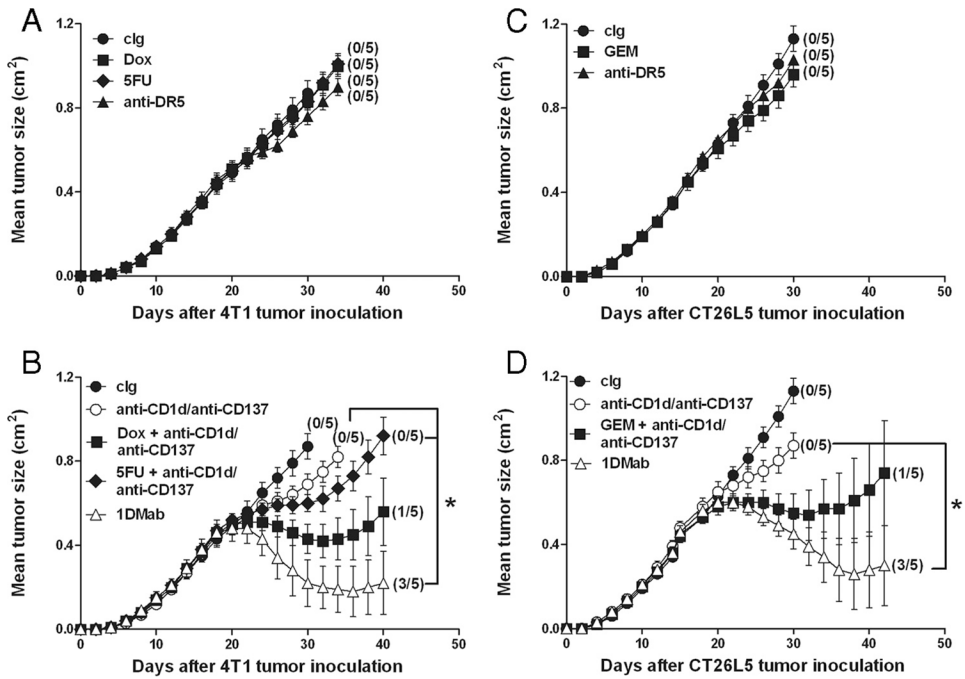 A
1.2
0.8
0.4
0.0
Mean tumor size (cm2)
cIg
Dox
5FU
anti-DR5
(0/5)
(0/5)
(0/5)
(0/5)
0 10 20 30 40 50
Days after 4T1 tumor inoculation
C
1.2
0.8
0.4
0.0
Mean tumor size (cm2)
cIg
GEM
anti-DR5
(0/5)
(0/5)
(0/5)
0 10 20 30 40 50
Days after CT26L5 tumor inoculation
B
1.2
0.8
0.4
0.0
Mean tumor size (cm2)
cIg
anti-CD1d/anti-CD137
Dox + anti-CD1d/
anti-CD137
5FU + anti-CD1d/
anti-CD137
1DMab
(0/5)
(0/5)
(0/5)
(1/5)
(3/5)
*
0 10 20 30 40 50
Days after 4T1 tumor inoculation
D
1.2
0.8
0.4
0.0
Mean tumor size (cm2)
cIg
anti-CD1d/anti-CD137
GEM + anti-CD1d/
anti-CD137
1DMab
(0/5)
(0/5)
(1/5)
(3/5)
*
0 10 20 30 40 50
Days after CT26L5 tumor inoculation